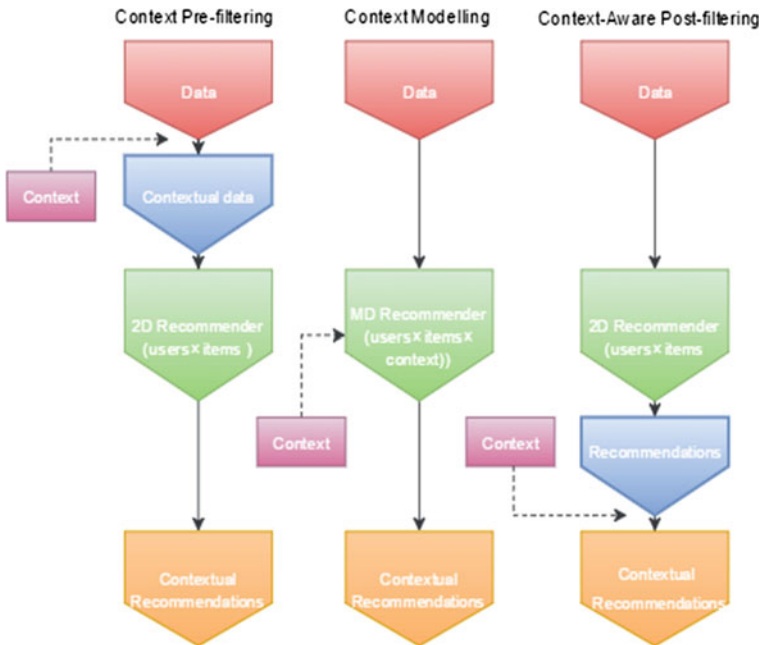 Context Pre-filtering
Context Modelling
Context-Aware Post-filtering
Data
Data
Data
Context
Contextual data
2D Recommender
(users×items )
MD Recommender
(users×items×
context))
2D Recommender
(users×items
Context
Context
Recommendations
Contextual
Recommendations
Contextual
Recommendations
Contextual
Recommendations